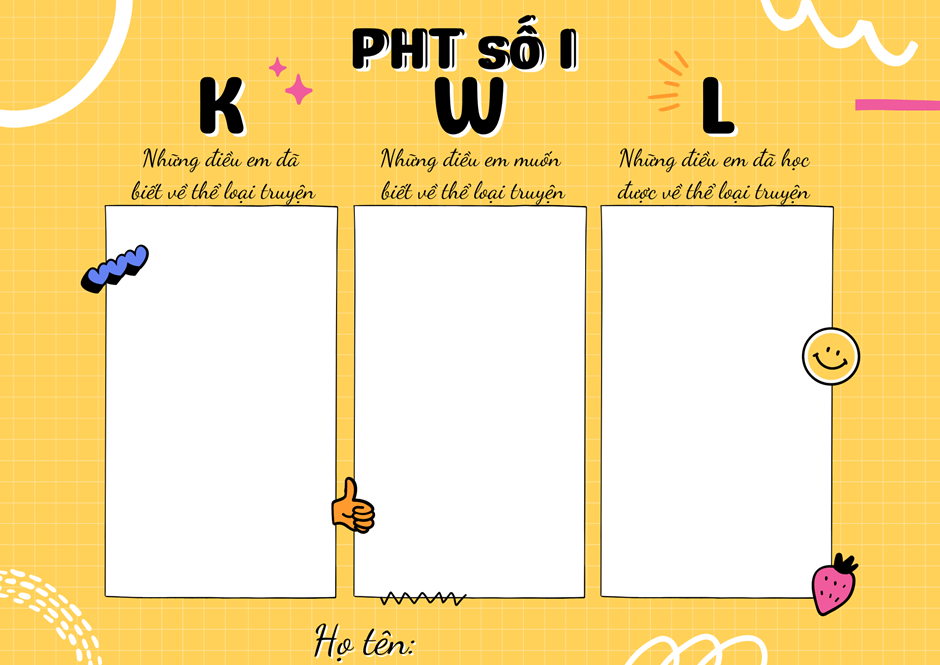 PHT số 1
K
W
L
Những điều em đã
biết về thể loại truyện
Những điều em muốn
biết về thể loại truyện
Những điều em đã học
được về thể loại truyện
Họ tên: